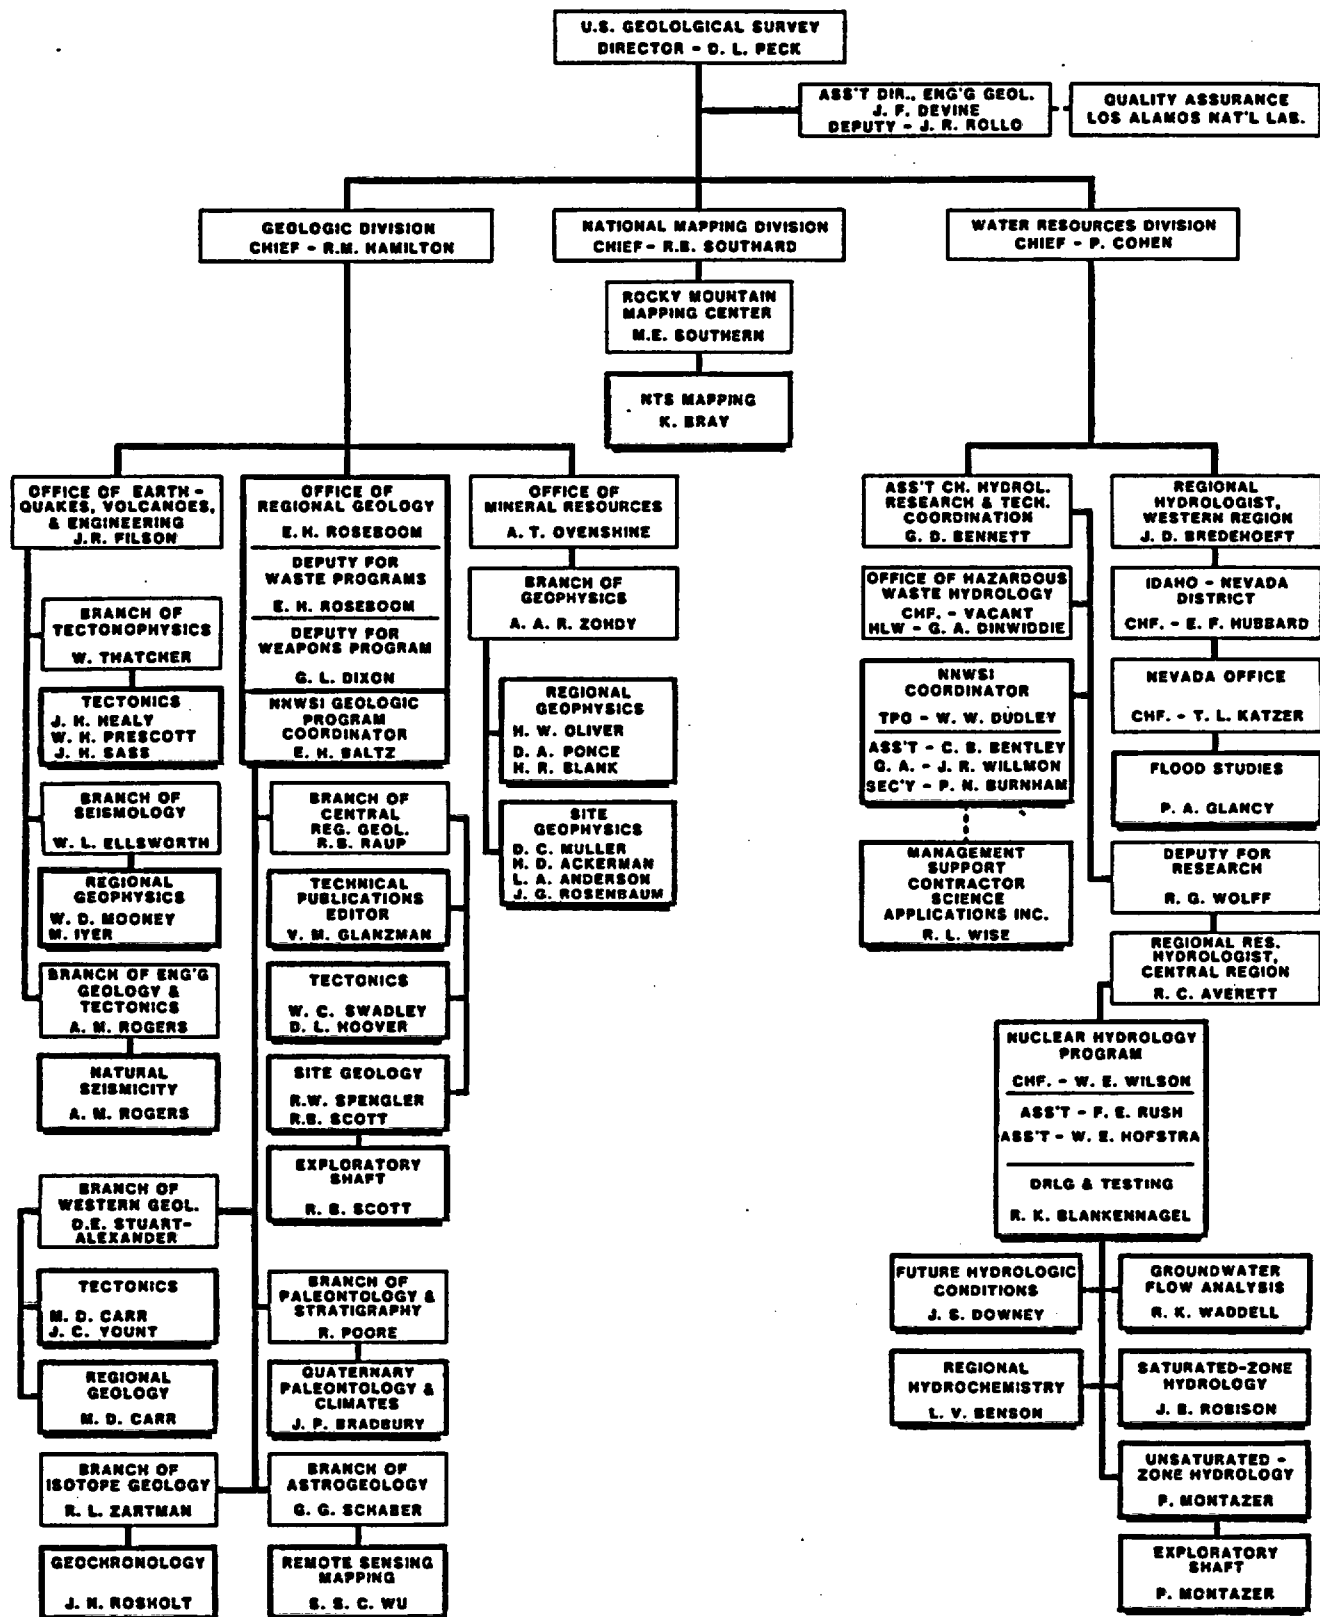 U.S. GEOLOLGICAL SURVEY
DIRECTOR - D. L. PECK
ASS'T DIR., ENG'G GEOL.
J. F. DEVINE
DEPUTY - J. R. ROLLO
QUALITY ASSURANCE
LOS ALAMOS NAT'L LAB.
GEOLOGIC DIVISION
CHIEF - R.M. HAMILTON
NATIONAL MAPPING DIVISION
CHIEF- R.B. SOUTHARD
WATER RESOURCES DIVISION
CHIEF - P. COHEN
ROCKY MOUNTAIN
MAPPING CENTER
M.E. SOUTHERN
NTS MAPPING
K. BRAY
OFFICE OF EARTH -
QUAKES, VOLCANOES,
& ENGINEERING
J.R. FILSON
BRANCH OF
TECTONOPHYSICS
W. THATCHER
TECTONICS
J. H. HEALY
W. H. PRESCOTT
J. H. SASS
BRANCH OF
SEISMOLOGY
W. L. ELLSWORTH
REGIONAL
GEOPHYSICS
W. D. MOONEY
M. IYER
BRANCH OF ENG'G
GEOLOGY &
TECTONICS
A. M. ROGERS
NATURAL
SEISMICITY
A. M. ROGERS
BRANCH OF
WESTERN GEOL.
D.E. STUART-
ALEXANDER
TECTONICS
M. D. CARR
J. C. YOUNT
REGIONAL
GEOLOGY
M. D. CARR
BRANCH OF
ISOTOPE GEOLOGY
R. L. ZARTMAN
GEOCHRONOLOGY
J. N. ROSHOLT
OFFICE OF
REGIONAL GEOLOGY
E. H. ROSEBOOM
DEPUTY FOR
WASTE PROGRAMS
E. H. ROSEBOOM
DEPUTY FOR
WEAPONS PROGRAM
G. L. DIXON
NNWSI GEOLOGIC
PROGRAM
COORDINATOR
E. H. BALTZ
BRANCH OF
CENTRAL
REG. GEOL.
R.B. RAUP
TECHNICAL
PUBLICATIONS
EDITOR
V. M. GLANZMAN
TECTONICS
W. C. SWADLEY
D. L. HOOVER
SITE GEOLOGY
R.W. SPENGLER
R.B. SCOTT
EXPLORATORY
SHAFT
R. B. SCOTT
BRANCH OF
PALEONTOLOGY &
STRATIGRAPHY
R. POORE
QUATERNARY
PALEONTOLOGY &
CLIMATES
J. P. BRADBURY
BRANCH OF
ASTROGEOLOGY
G. G. SCHABER
REMOTE SENSING
MAPPING
S. S. C. WU
OFFICE OF
MINERAL RESOURCES
A. T. OVENSHINE
BRANCH OF
GEOPHYSICS
A. A. R. ZOHDY
REGIONAL
GEOPHYSICS
H. W. OLIVER
D. A. PONCE
H. R. BLANK
SITE
GEOPHYSICS
D. C. MULLER
H. D. ACKERMAN
L. A. ANDERSON
J. G. ROSENBAUM
ASS'T CH. HYDROL.
RESEARCH & TECH.
COORDINATION
G. D. BENNETT
OFFICE OF HAZARDOUS
WASTE HYDROLOGY
CHF. - VACANT
HLW - G. A. DINWIDDIE
NNWSI
COORDINATOR
TPO - W. W. DUDLEY
ASS'T - C. B. BENTLEY
G. A. - J. R. WILLMON
SEC'Y - P. N. BURNHAM
MANAGEMENT
SUPPORT
CONTRACTOR
SCIENCE
APPLICATIONS INC.
R. L. WISE
REGIONAL
HYDROLOGIST,
WESTERN REGION
J. D. BREDEHOEFT
IDAHO - NEVADA
DISTRICT
CHF. - E. F. HUBBARD
NEVADA OFFICE
CHF. - T. L. KATZER
FLOOD STUDIES
P. A. GLANCY
DEPUTY FOR
RESEARCH
R. G. WOLFF
REGIONAL RES.
HYDROLOGIST,
CENTRAL REGION
R. C. AVERETT
NUCLEAR HYDROLOGY
PROGRAM
CHF. - W. E. WILSON
ASS'T - F. E. RUSH
ASS'T - W. E. HOFSTRA
DRLG & TESTING
R. K. BLANKENNAGEL
FUTURE HYDROLOGIC
CONDITIONS
J. S. DOWNEY
GROUNDWATER
FLOW ANALYSIS
R. K. WADDELL
REGIONAL
HYDROCHEMISTRY
L. V. BENSON
SATURATED-ZONE
HYDROLOGY
J. B. ROBISON
UNSATURATED -
ZONE HYDROLOGY
P. MONTAZER
EXPLORATORY
SHAFT
P. MONTAZER